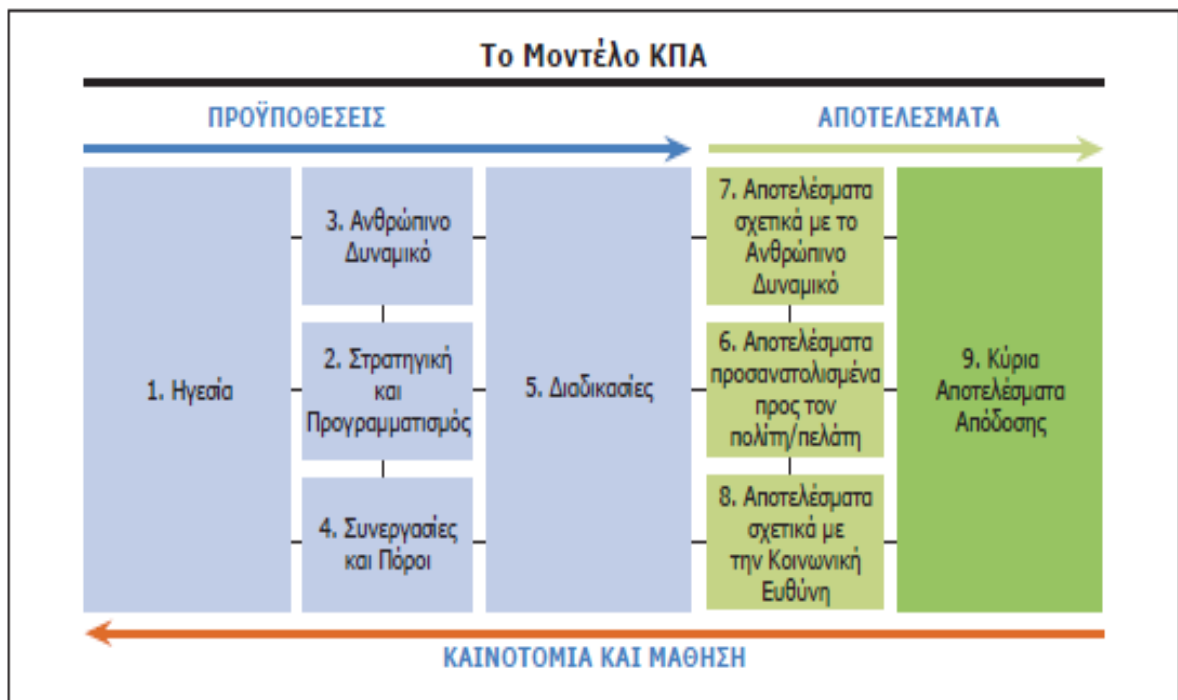 Το Μοντέλο ΚΠΑ
ΠΡΟΫΠΟΘΕΣΕΙΣ
ΑΠΟΤΕΛΕΣΜΑΤΑ
1. Ηγεσία
3. Ανθρώπινο
Δυναμικό
2. Στρατηγική
και
Προγραμματισμός
4. Συνεργασίες
και Πόροι
5. Διαδικασίες
7. Αποτελέσματα
σχετικά με το
Ανθρώπινο
Δυναμικό
6. Αποτελέσματα
προσανατολισμένα
προς τον
πολίτη/πελάτη
8. Αποτελέσματα
σχετικά με
την Κοινωνική
Ευθύνη
9. Κύρια
Αποτελέσματα
Απόδοσης
ΚΑΙΝΟΤΟΜΙΑ ΚΑΙ ΜΑΘΗΣΗ